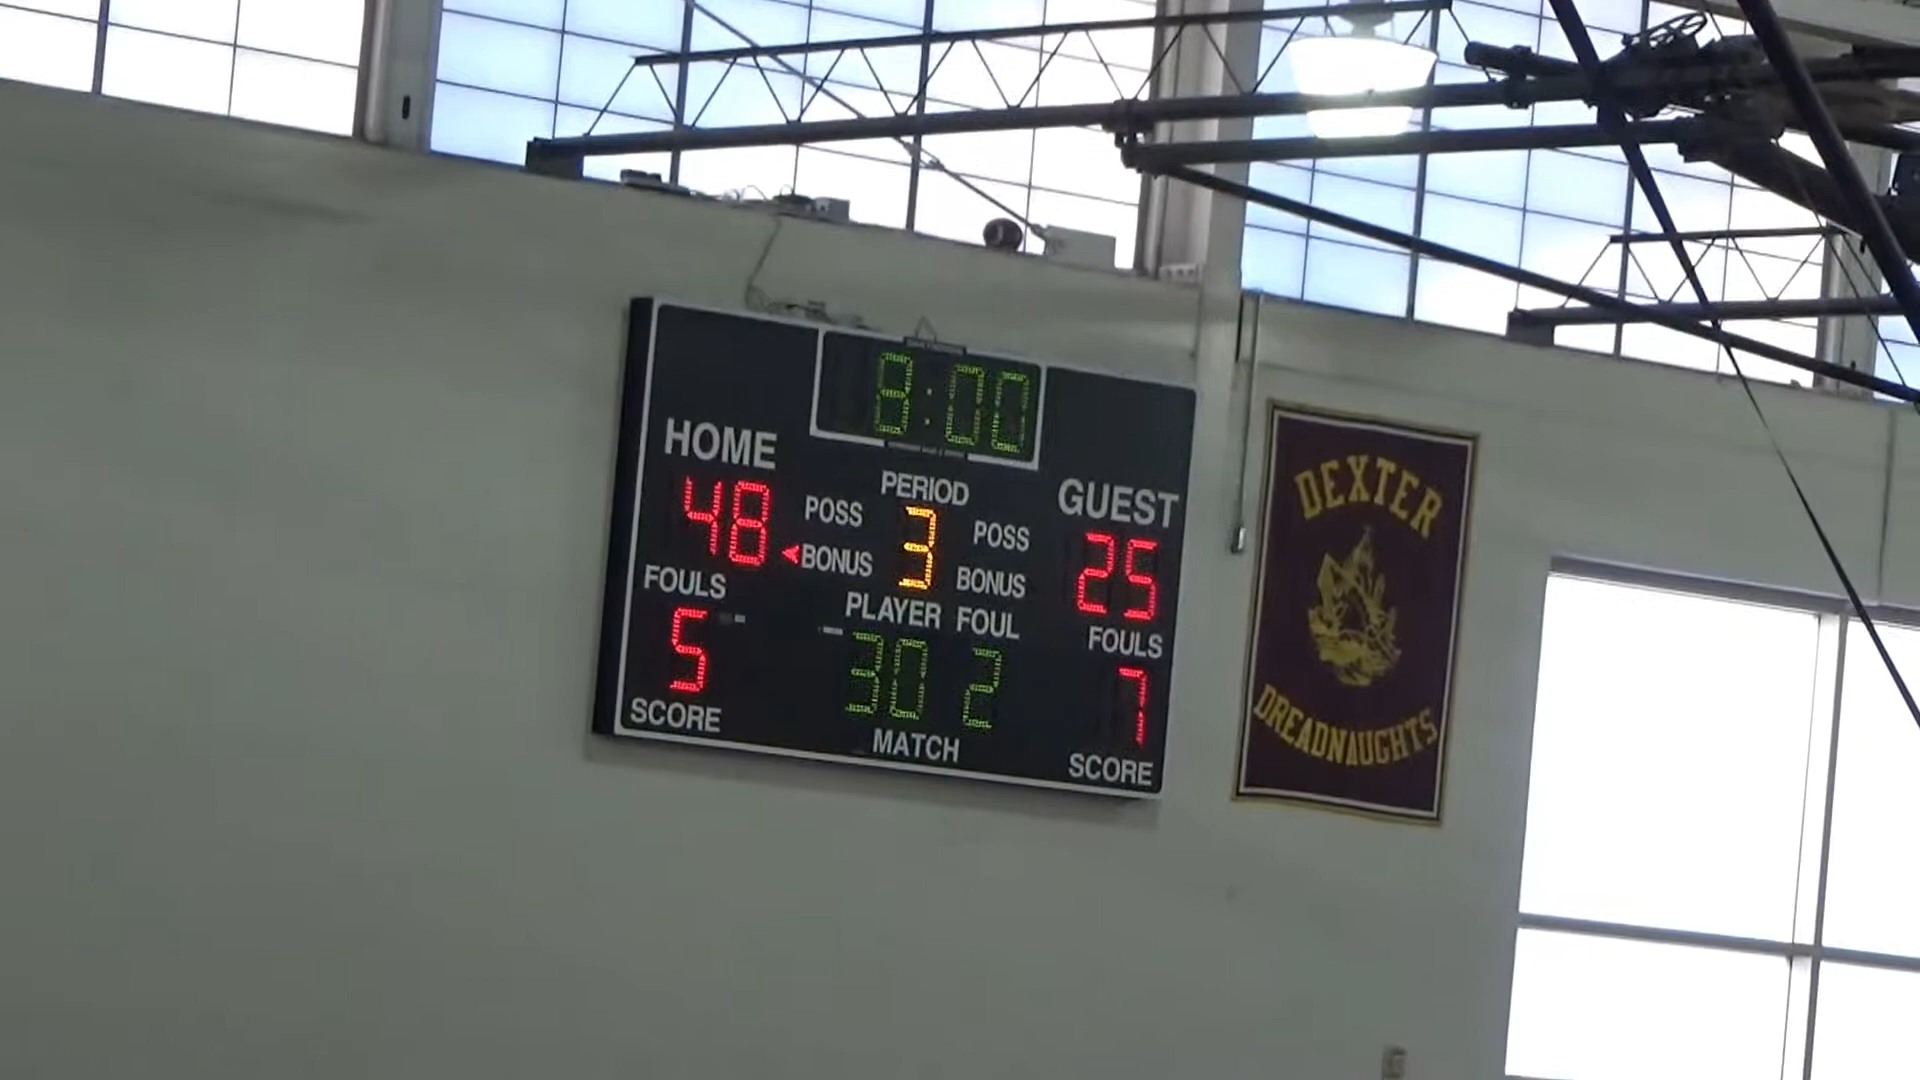 8:00
HOME
PERIOD
GUEST
48
POSS
3
POSS
25
BONUS
BONUS
FOULS
PLAYER FOUL
FOULS
5
30 2
7
SCORE
MATCH
SCORE
DEXTER
DREADNAUGHTS